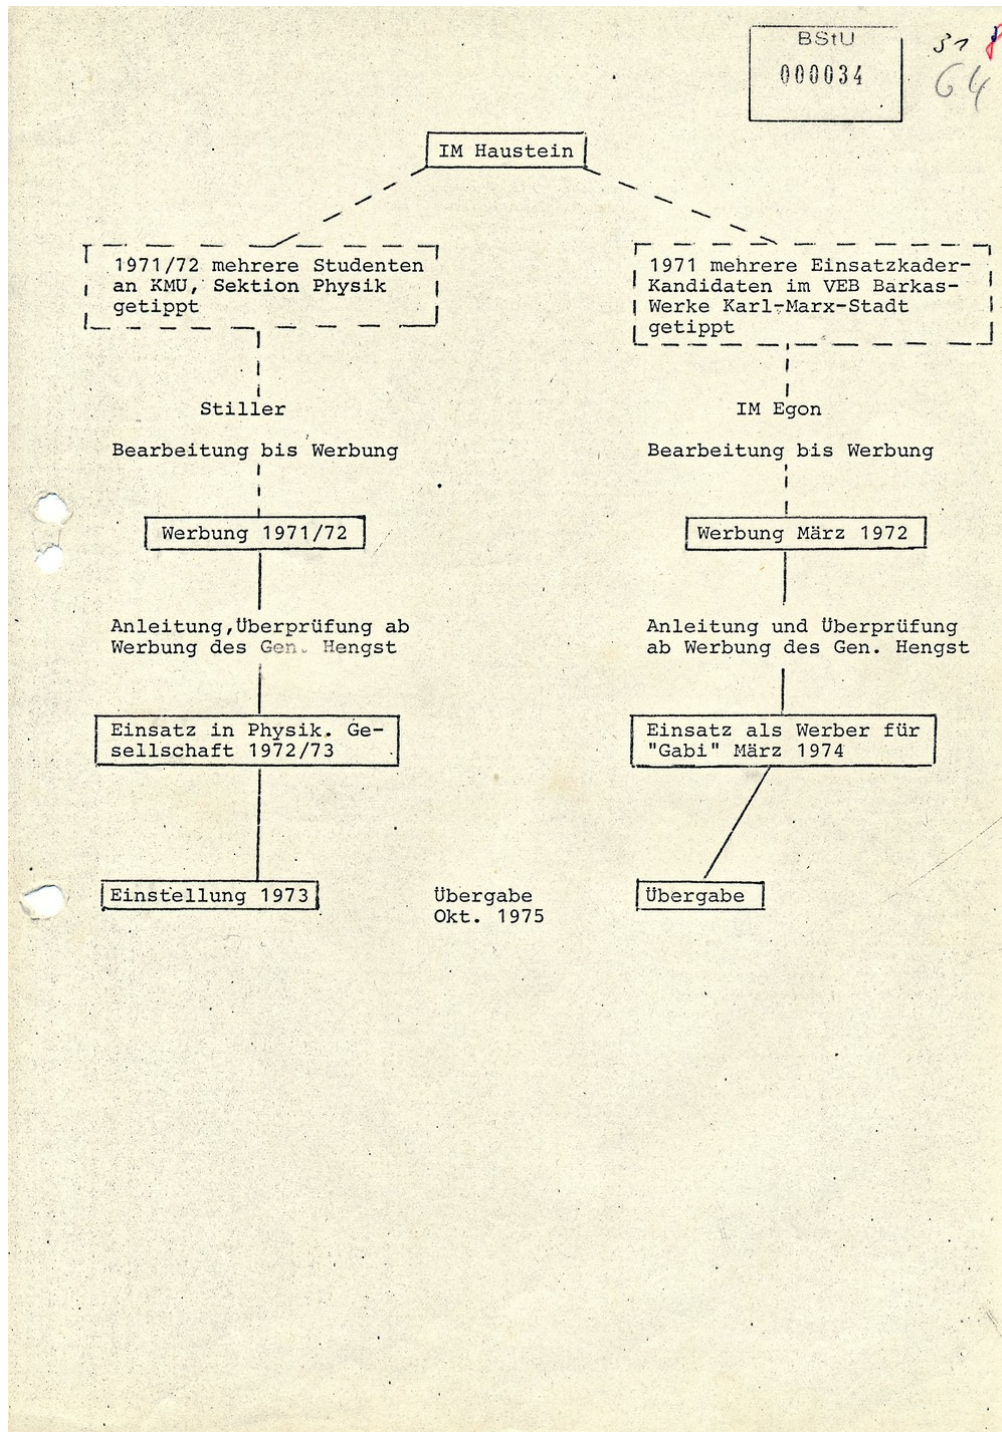 BStU
000034
31
64
IM Haustein
1971/72 mehrere Studenten
an KMU, Sektion Physik
getippt
1971 mehrere Einsatzkader-
Kandidaten im VEB Barkas-
Werke Karl-Marx-Stadt
getippt
Stiller
IM Egon
Bearbeitung bis Werbung
Bearbeitung bis Werbung
Werbung 1971/72
Werbung März 1972
Anleitung,Überprüfung ab
Werbung des Gen. Hengst
Anleitung und Überprüfung
ab Werbung des Gen. Hengst
Einsatz in Physik. Ge-
sellschaft 1972/73
Einsatz als Werber für
"Gabi" März 1974
Einstellung 1973
Übergabe
Okt. 1975
Übergabe